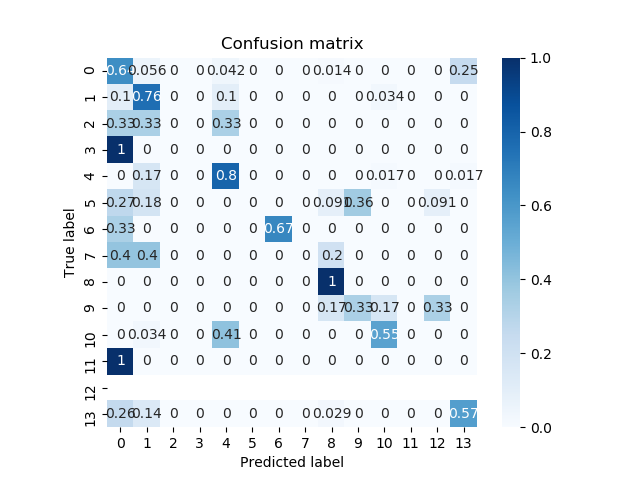 Confusion matrix
0 0.056 0 0 0.042 0 0 0 0.014 0 0 0 0 0.25
1 0.1 0.76 0 0 0.1 0 0 0 0 0 0.034 0 0 0
2 0.33 0.33 0 0 0.33 0 0 0 0 0 0 0 0 0
3 1 0 0 0 0 0 0 0 0 0 0 0 0 0
4 0 0.17 0 0 0.8 0 0 0 0 0 0.017 0 0 0.017
5 0.27 0.18 0 0 0 0 0 0 0.091 0.36 0 0 0.091 0
6 0.33 0 0 0 0 0 0.67 0 0 0 0 0 0 0
7 0.4 0.4 0 0 0 0 0 0 0.2 0 0 0 0 0
8 0 0 0 0 0 0 0 0 1 0 0 0 0 0
9 0 0 0 0 0 0 0 0 0.17 0.33 0.17 0 0.33 0
10 0 0.034 0 0 0.41 0 0 0 0 0 0.55 0 0 0
11 1 0 0 0 0 0 0 0 0 0 0 0 0 0
12
13 0.26 0.14 0 0 0 0 0 0 0.029 0 0 0 0 0.57
0 1 2 3 4 5 6 7 8 9 10 11 12 13
Predicted label
True label
1.0
0.8
0.6
0.4
0.2
0.0